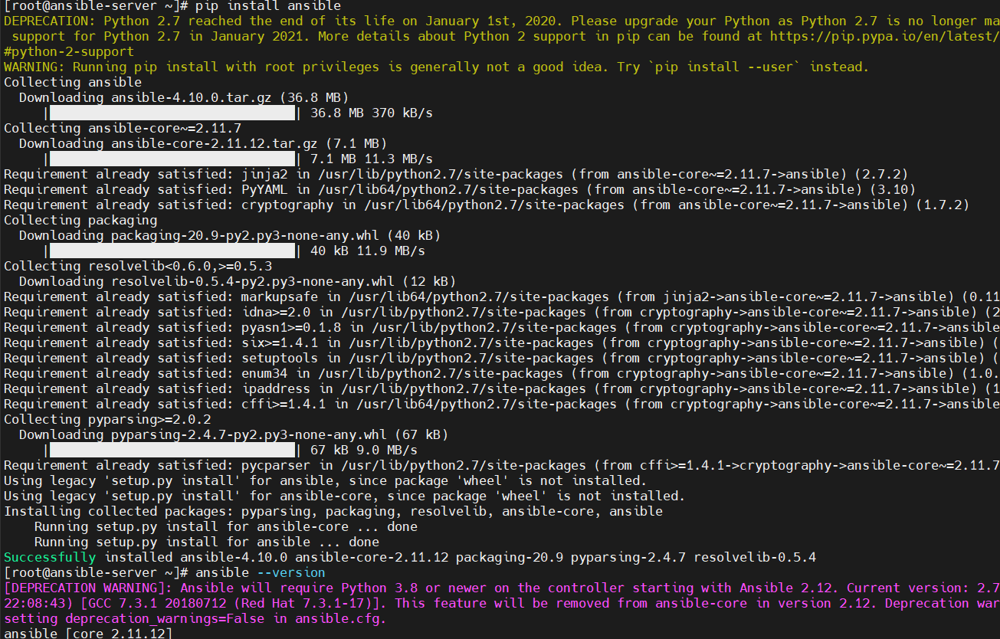 [root@ansible-server ~]# pip install ansible
DEPRECATION: Python 2.7 reached the end of its life on January 1st, 2020. Please upgrade your Python as Python 2.7 is no longer ma
support for Python 2.7 in January 2021. More details about Python 2 support in pip can be found at https://pip.pypa.io/en/latest/
#python-2-support
WARNING: Running pip install with root privileges is generally not a good idea. Try `pip install --user` instead.
Collecting ansible
  Downloading ansible-4.10.0.tar.gz (36.8 MB)
     |                                | 36.8 MB 370 kB/s
Collecting ansible-core~=2.11.7
  Downloading ansible-core-2.11.12.tar.gz (7.1 MB)
     |                                | 7.1 MB 11.3 MB/s
Requirement already satisfied: jinja2 in /usr/lib/python2.7/site-packages (from ansible-core~=2.11.7->ansible) (2.7.2)
Requirement already satisfied: PyYAML in /usr/lib64/python2.7/site-packages (from ansible-core~=2.11.7->ansible) (3.10)
Requirement already satisfied: cryptography in /usr/lib64/python2.7/site-packages (from ansible-core~=2.11.7->ansible) (1.7.2)
Collecting packaging
  Downloading packaging-20.9-py2.py3-none-any.whl (40 kB)
     |                                | 40 kB 11.9 MB/s
Collecting resolvelib<0.6.0,>=0.5.3
  Downloading resolvelib-0.5.4-py2.py3-none-any.whl (12 kB)
Requirement already satisfied: markupsafe in /usr/lib64/python2.7/site-packages (from jinja2->ansible-core~=2.11.7->ansible) (0.11
Requirement already satisfied: idna>=2.0 in /usr/lib/python2.7/site-packages (from cryptography->ansible-core~=2.11.7->ansible) (2
Requirement already satisfied: pyasn1>=0.1.8 in /usr/lib/python2.7/site-packages (from cryptography->ansible-core~=2.11.7->ansible
Requirement already satisfied: six>=1.4.1 in /usr/lib/python2.7/site-packages (from cryptography->ansible-core~=2.11.7->ansible) (
Requirement already satisfied: setuptools in /usr/lib/python2.7/site-packages (from cryptography->ansible-core~=2.11.7->ansible) (
Requirement already satisfied: enum34 in /usr/lib/python2.7/site-packages (from cryptography->ansible-core~=2.11.7->ansible) (1.0.
Requirement already satisfied: ipaddress in /usr/lib/python2.7/site-packages (from cryptography->ansible-core~=2.11.7->ansible) (1
Requirement already satisfied: cffi>=1.4.1 in /usr/lib64/python2.7/site-packages (from cryptography->ansible-core~=2.11.7->ansible
Collecting pyparsing>=2.0.2
  Downloading pyparsing-2.4.7-py2.py3-none-any.whl (67 kB)
     |                                | 67 kB 9.0 MB/s
Requirement already satisfied: pycparser in /usr/lib/python2.7/site-packages (from cffi>=1.4.1->cryptography->ansible-core~=2.11.7
Using legacy 'setup.py install' for ansible, since package 'wheel' is not installed.
Using legacy 'setup.py install' for ansible-core, since package 'wheel' is not installed.
Installing collected packages: pyparsing, packaging, resolvelib, ansible-core, ansible
    Running setup.py install for ansible-core ... done
    Running setup.py install for ansible ... done
Successfully installed ansible-4.10.0 ansible-core-2.11.12 packaging-20.9 pyparsing-2.4.7 resolvelib-0.5.4
[root@ansible-server ~]# ansible --version
[DEPRECATION WARNING]: Ansible will require Python 3.8 or newer on the controller starting with Ansible 2.12. Current version: 2.7
22:08:43) [GCC 7.3.1 20180712 (Red Hat 7.3.1-17)]. This feature will be removed from ansible-core in version 2.12. Deprecation war
setting deprecation_warnings=False in ansible.cfg.
ansible [core 2.11.12]